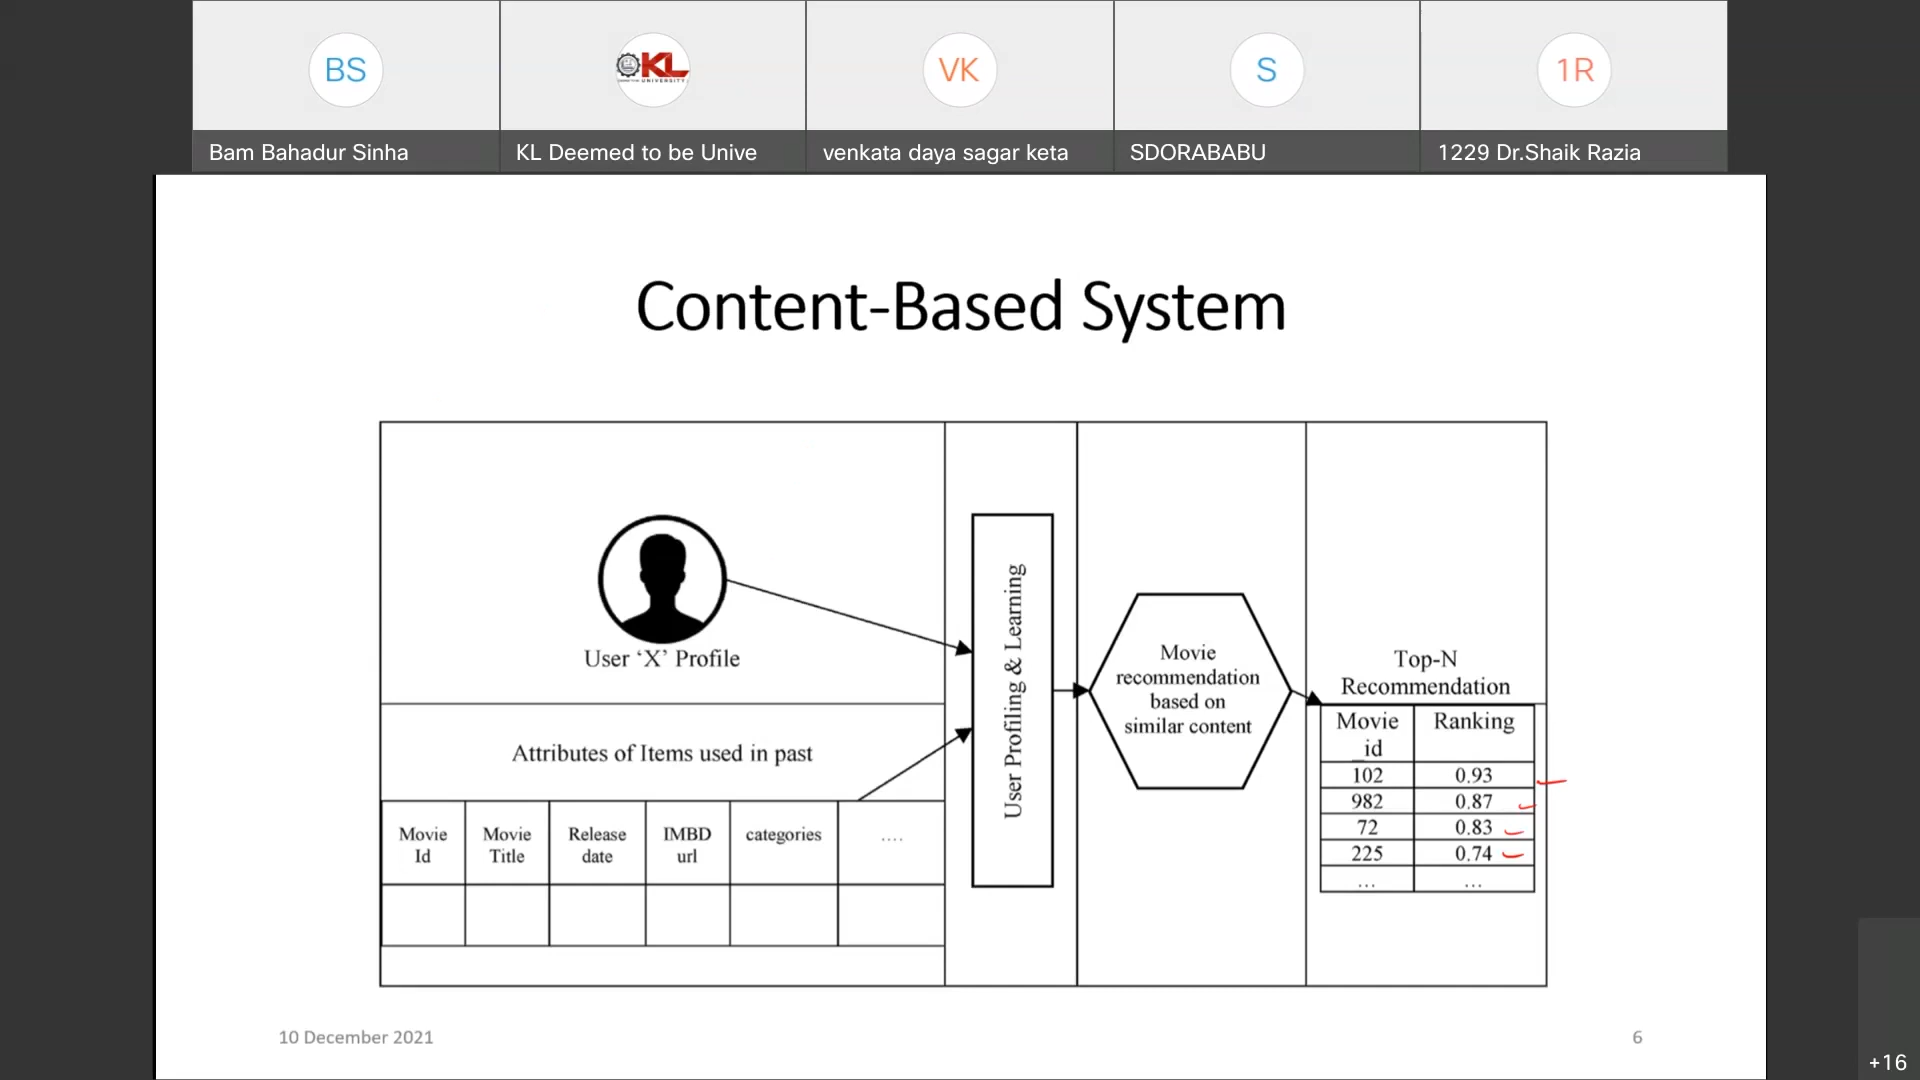 BS
KL
UNIVERSITY
VK
S
1R
Bam Bahadur Sinha
KL Deemed to be Unive
venkata daya sagar keta
SDORABABU
1229 Dr.Shaik Razia
Content-Based System
User ‘X’ Profile
Attributes of Items used in past
Movie
Id
Movie
Title
Release
date
IMBD
url
categories
....
User Profiling & Learning
Movie
recommendation
based on
similar content
Top-N
Recommendation
Movie
_id
Ranking
102 0.93
982 0.87
72 0.83
225 0.74
... ...
10 December 2021
6
+16